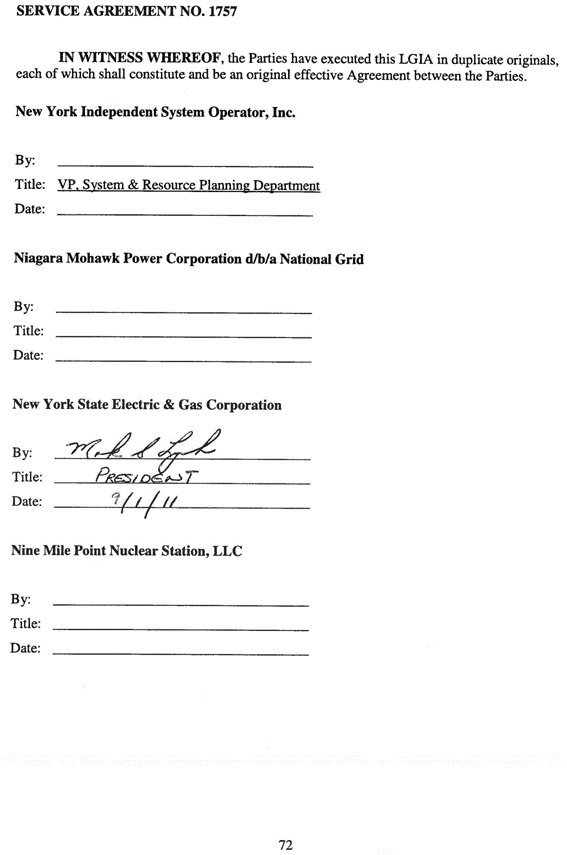 SERVICE AGREEMENT NO. 1757
IN WITNESS WHEREOF, the Parties have executed this LGIA in duplicate originals,
each of which shall constitute and be an original effective Agreement between the Parties.
New York Independent System Operator, Inc.
By:
Title: VP, System & Resource Planning Department
Date:
Niagara Mohawk Power Corporation d/b/a National Grid
By:
Title:
Date:
New York State Electric & Gas Corporation
By: Mark S Lynch
Title: PRESIDENT
Date: 9/1/11
Nine Mile Point Nuclear Station, LLC
By:
Title:
Date:
72